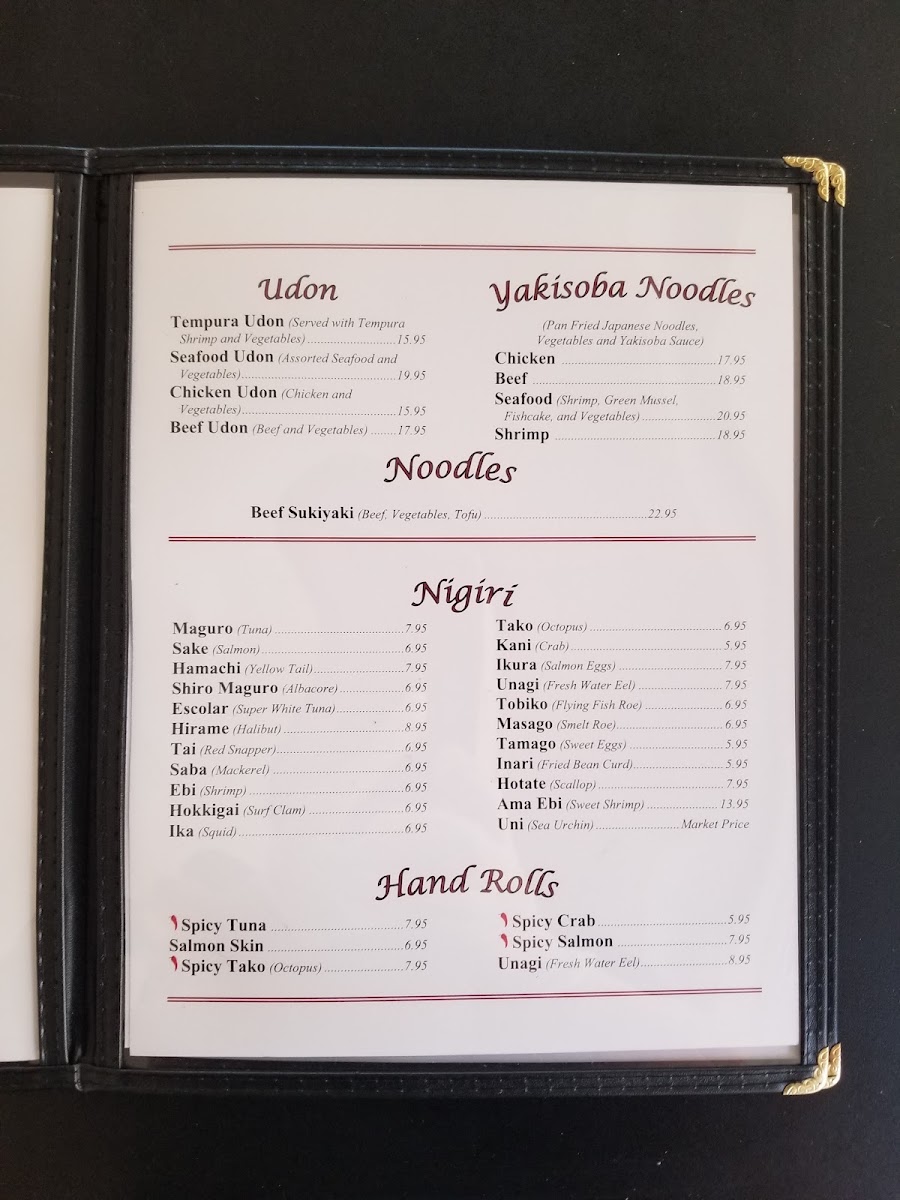 Udon
Tempura Udon (Served with Tempura
Shrimp and Vegetables)............................15.95
Seafood Udon (Assorted Seafood and
Vegetables)................................................19.95
Chicken Udon (Chicken and
Vegetables)................................................15.95
Beef Udon (Beef and Vegetables) ........17.95
Yakisoba Noodles
(Pan Fried Japanese Noodles,
Vegetables and Yakisoba Sauce)
Chicken ................................................17.95
Beef .........................................................18.95
Seafood (Shrimp, Green Mussel,
Fishcake, and Vegetables).......................20.95
Shrimp ..................................................18.95
Noodles
Beef Sukiyaki (Beef, Vegetables, Tofu)...................................................22.95
Nigiri
Maguro (Tuna).........................................7.95
Sake (Salmon).............................................6.95
Hamachi (Yellow Tail)............................7.95
Shiro Maguro (Albacore)....................6.95
Escolar (Super White Tuna).....................6.95
Hirame (Halibut)......................................8.95
Tai (Red Snapper)........................................6.95
Saba (Mackerel) .........................................6.95
Ebi (Shrimp) .................................................6.95
Hokkigai (Surf Clam) ..............................6.95
Ika (Squid)....................................................6.95
Tako (Octopus)..........................................6.95
Kani (Crab)................................................5.95
Ikura (Salmon Eggs) .................................7.95
Unagi (Fresh Water Eel) ...........................7.95
Tobiko (Flying Fish Roe) .........................6.95
Masago (Smelt Roe)..................................6.95
Tamago (Sweet Eggs) ..............................5.95
Inari (Fried Bean Curd).............................5.95
Hotate (Scallop)........................................7.95
Ama Ebi (Sweet Shrimp) .......................13.95
Uni (Sea Urchin)..........................Market Price
Hand Rolls
Spicy Tuna ..........................................7.95
Salmon Skin ...........................................6.95
Spicy Tako (Octopus).........................7.95
Spicy Crab .........................................5.95
Spicy Salmon ...................................7.95
Unagi (Fresh Water Eel)...........................8.95